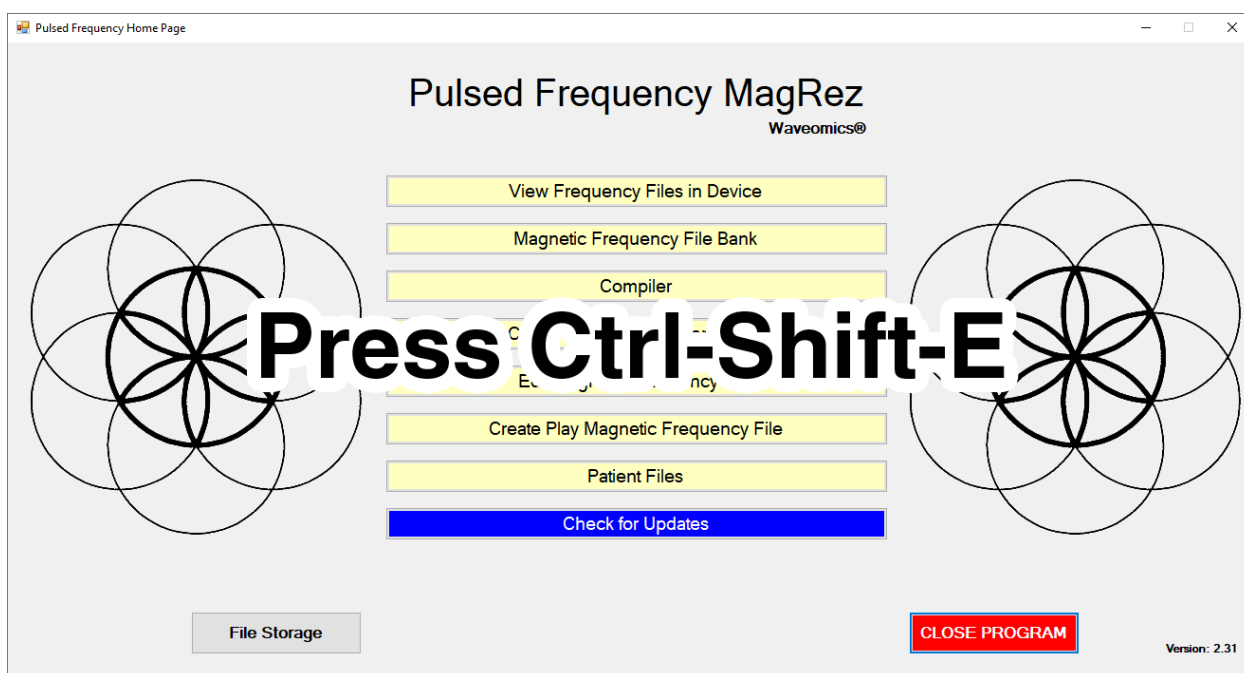 Pulsed Frequency Home Page
Pulsed Frequency MagRez
Waveomics®
View Frequency Files in Device
Magnetic Frequency File Bank
Compiler
Press Ctrl-Shift-E
Create Play Magnetic Frequency File
Patient Files
Check for Updates
File Storage
CLOSE PROGRAM
Version: 2.31